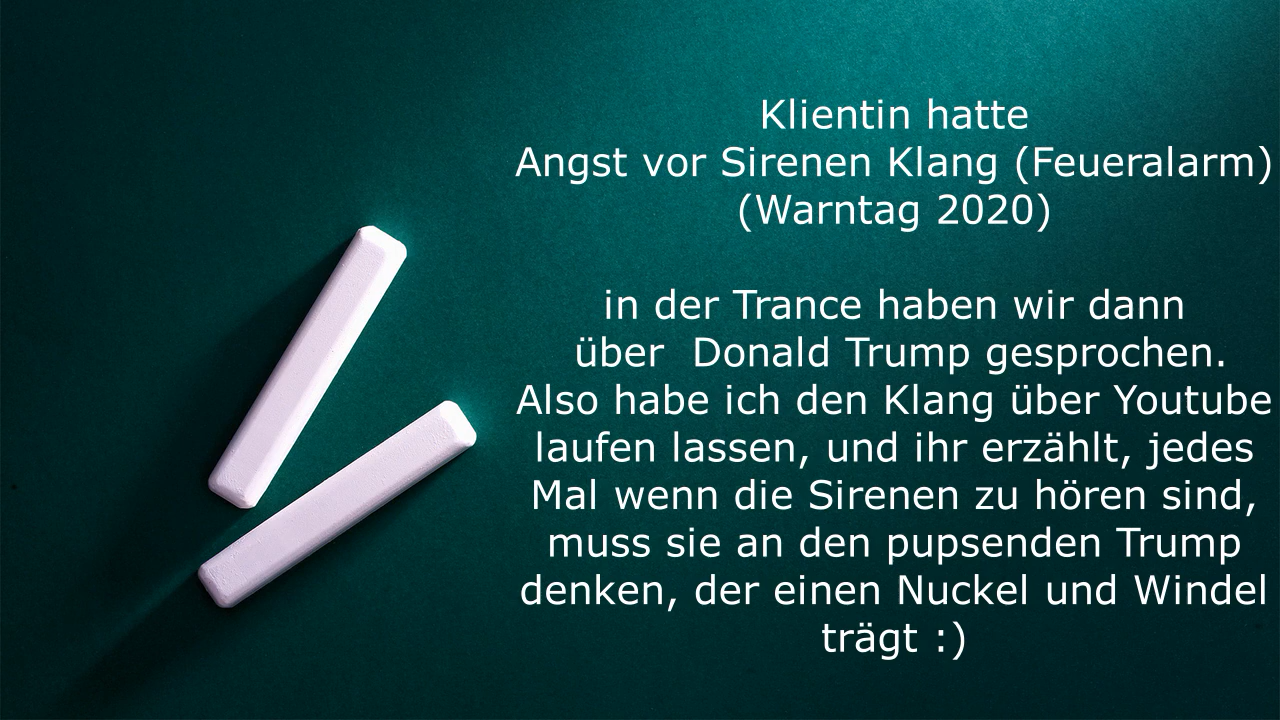 Klientin hatte
Angst vor Sirenen Klang (Feueralarm)
(Warntag 2020)
in der Trance haben wir dann
über  Donald Trump gesprochen.
Also habe ich den Klang über Youtube
laufen lassen, und ihr erzählt, jedes
Mal wenn die Sirenen zu hören sind,
muss sie an den pupsenden Trump
denken, der einen Nuckel und Windel
trägt :)